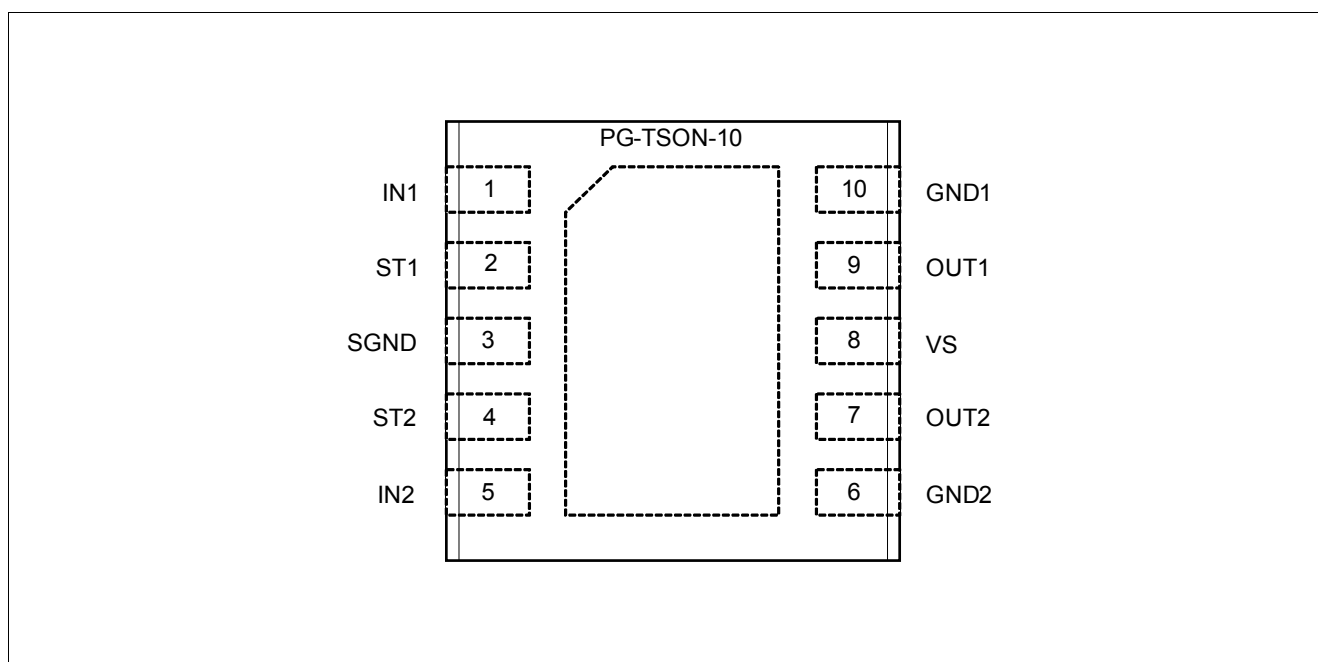 PG-TSON-10
IN1 1 10 GND1
ST1 2 9 OUT1
SGND 3 8 VS
ST2 4 7 OUT2
IN2 5 6 GND2